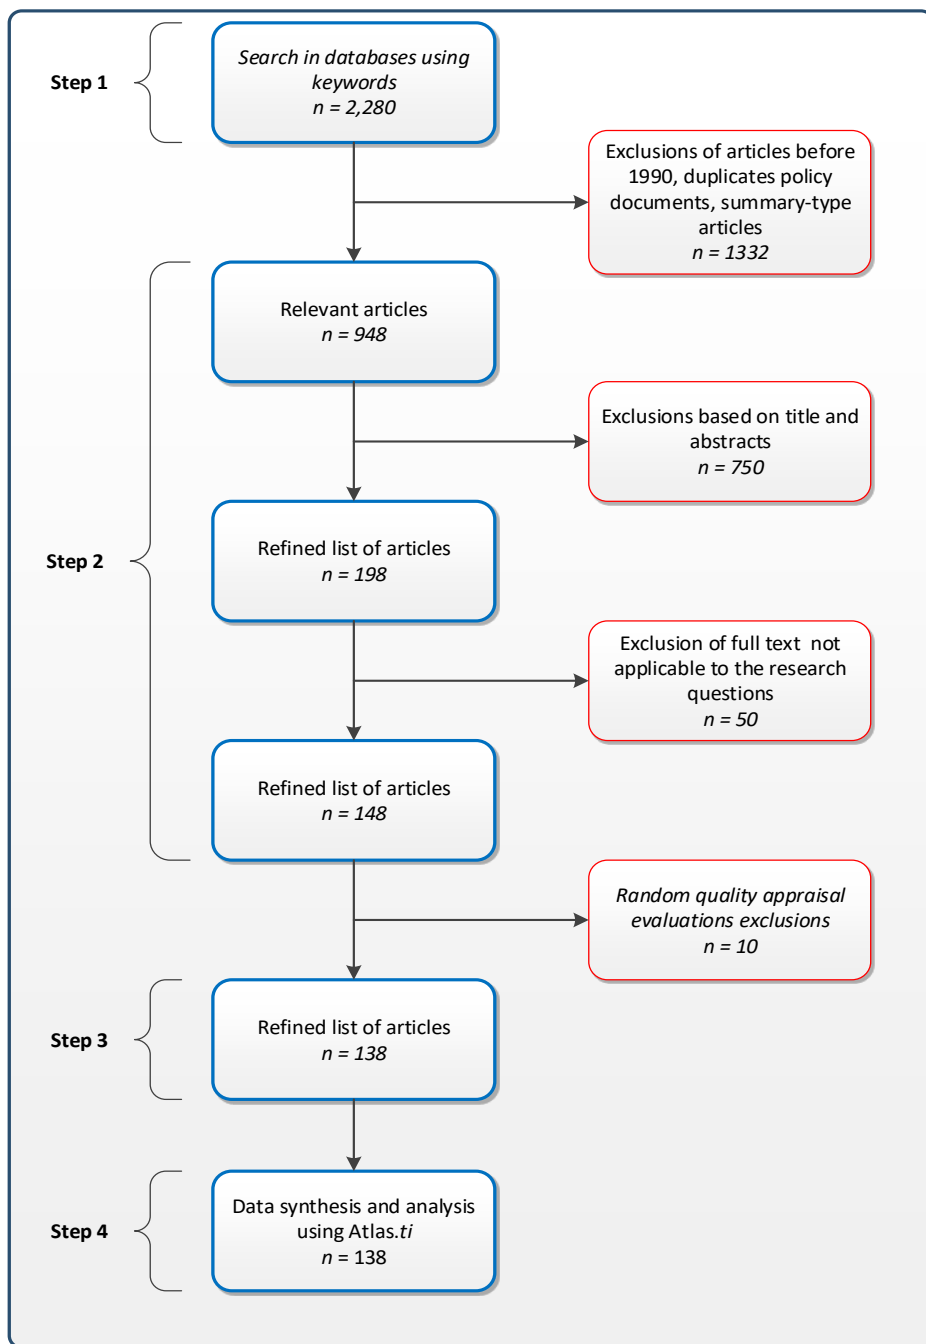 Step 1
Search in databases using
keywords
n = 2,280
Exclusions of articles before
1990, duplicates policy
documents, summary-type
articles
n = 1332
Relevant articles
n = 948
Exclusions based on title and
abstracts
n = 750
Step 2
Refined list of articles
n = 198
Exclusion of full text  not
applicable to the research
questions
n = 50
Refined list of articles
n = 148
Random quality appraisal
evaluations exclusions
n = 10
Step 3
Refined list of articles
n = 138
Step 4
Data synthesis and analysis
using Atlas.ti
n = 138